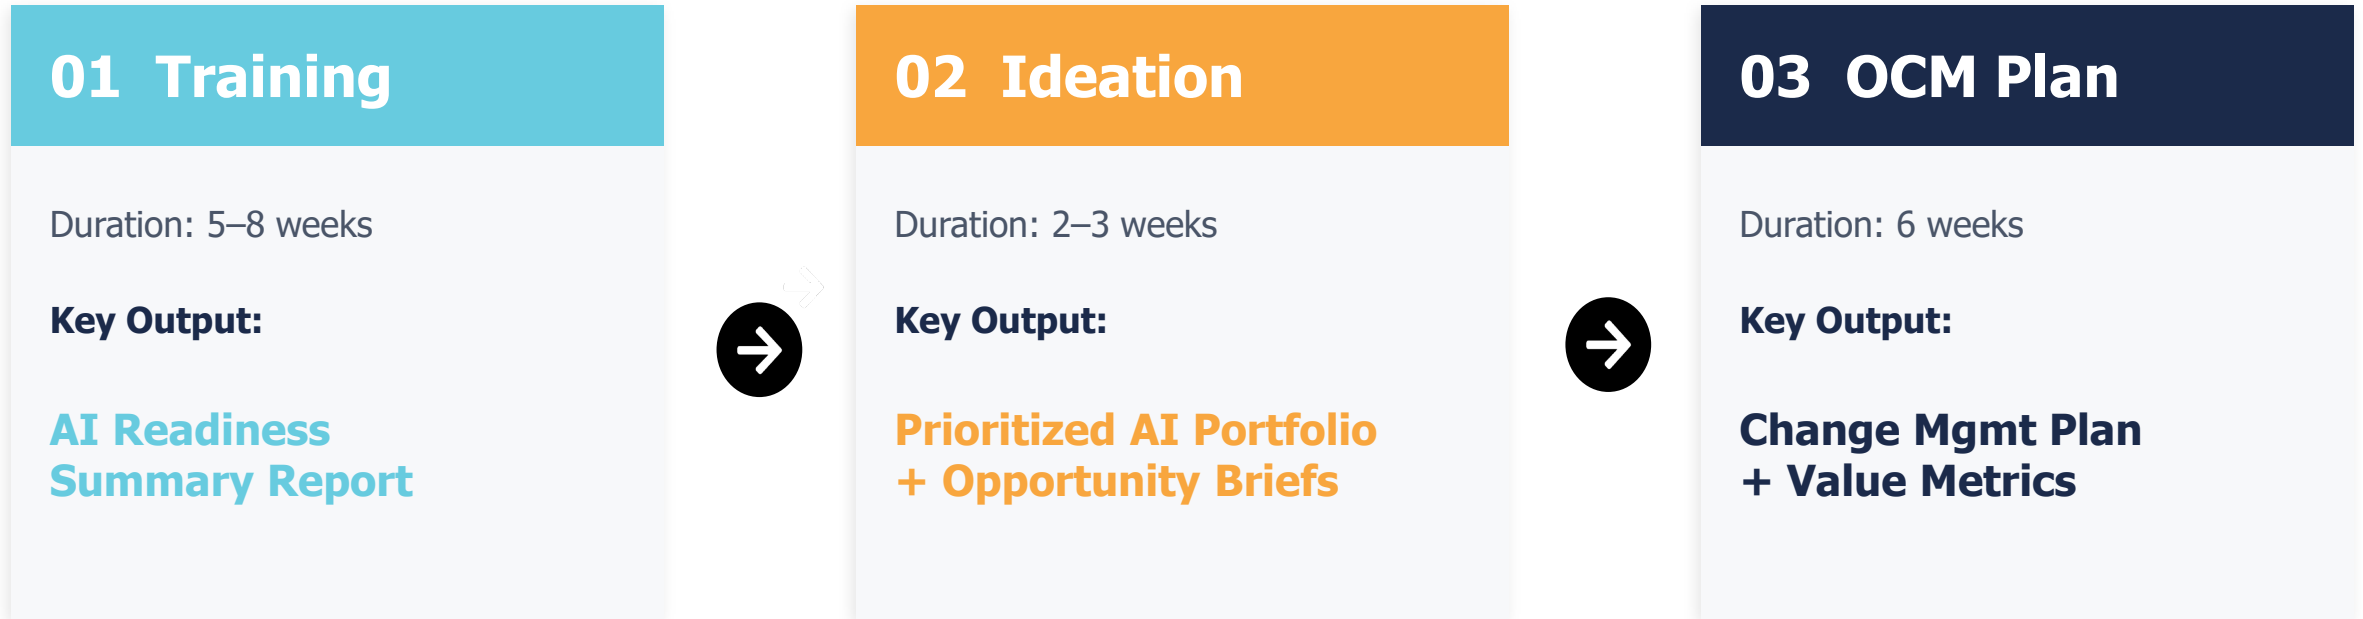 01 Training
Duration: 5–8 weeks
Key Output:
AI Readiness
Summary Report
02 Ideation
Duration: 2–3 weeks
Key Output:
Prioritized AI Portfolio
+ Opportunity Briefs
03 OCM Plan
Duration: 6 weeks
Key Output:
Change Mgmt Plan
+ Value Metrics